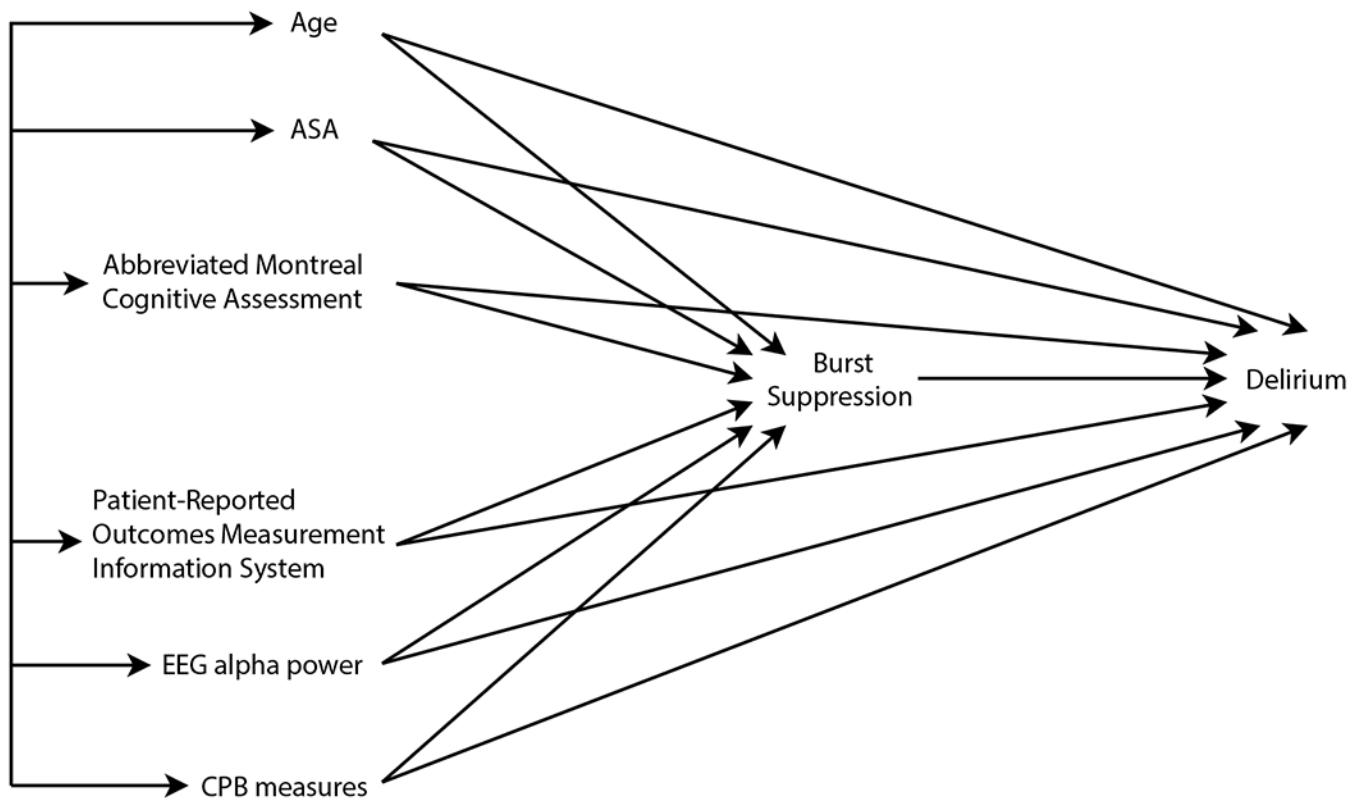 Age
ASA
Abbreviated Montreal
Cognitive Assessment
Burst
Suppression
Delirium
Patient-Reported
Outcomes Measurement
Information System
EEG alpha power
CPB measures